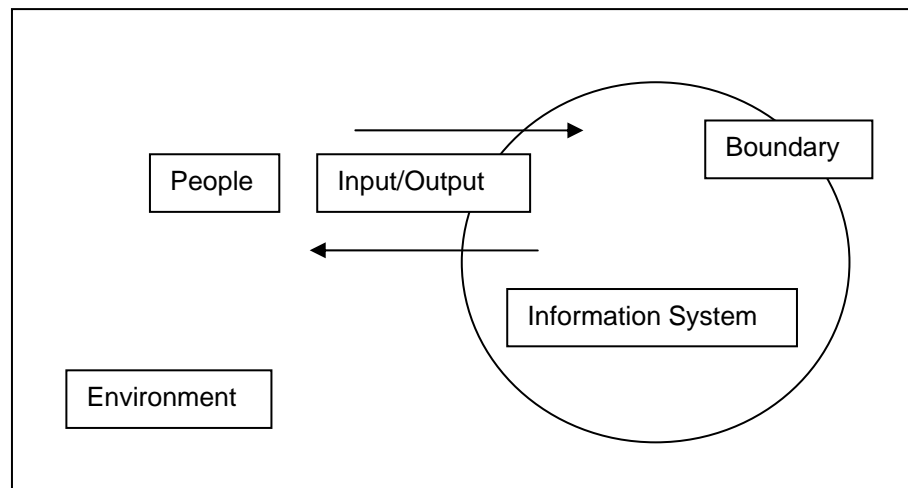 Boundary
People
Input/Output
Information System
Environment